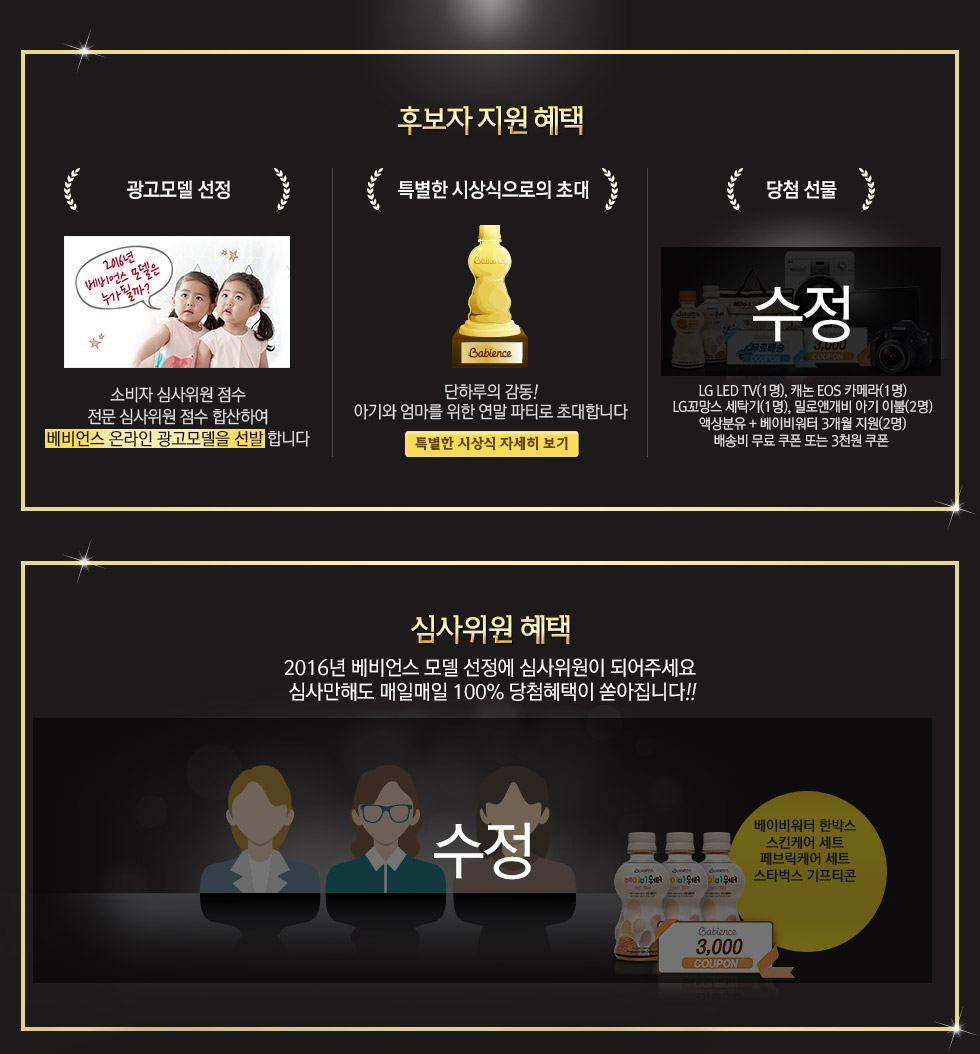 후보자 지원 혜택
광고모델 선정
2016년
베비언스 모델은
누가될까?
소비자 심사위원 점수
전문 심사위원 점수 합산하여
베비언스 온라인 광고모델을 선발 합니다
특별한 시상식으로의 초대
Babience
Babience
단하루의 감동!
아기와 엄마를 위한 연말 파티로 초대합니다
특별한 시상식 자세히 보기
당첨 선물
수정
무료배송
COUPON
3,000
COUPON
LG LED TV(1명), 캐논 EOS 카메라(1명)
LG꼬망스 세탁기(1명), 밀로앤개비 아기 이불(2명)
액상분유 + 베이비워터 3개월 지원(2명)
배송비 무료 쿠폰 또는 3천원 쿠폰
심사위원 혜택
2016년 베비언스 모델 선정에 심사위원이 되어주세요
심사만해도 매일매일 100% 당첨혜택이 쏟아집니다!!
수정
베이비워터 한박스
스킨케어 세트
페브릭케어 세트
스타벅스 기프티콘
베이비워터
Babience
3,000
COUPON